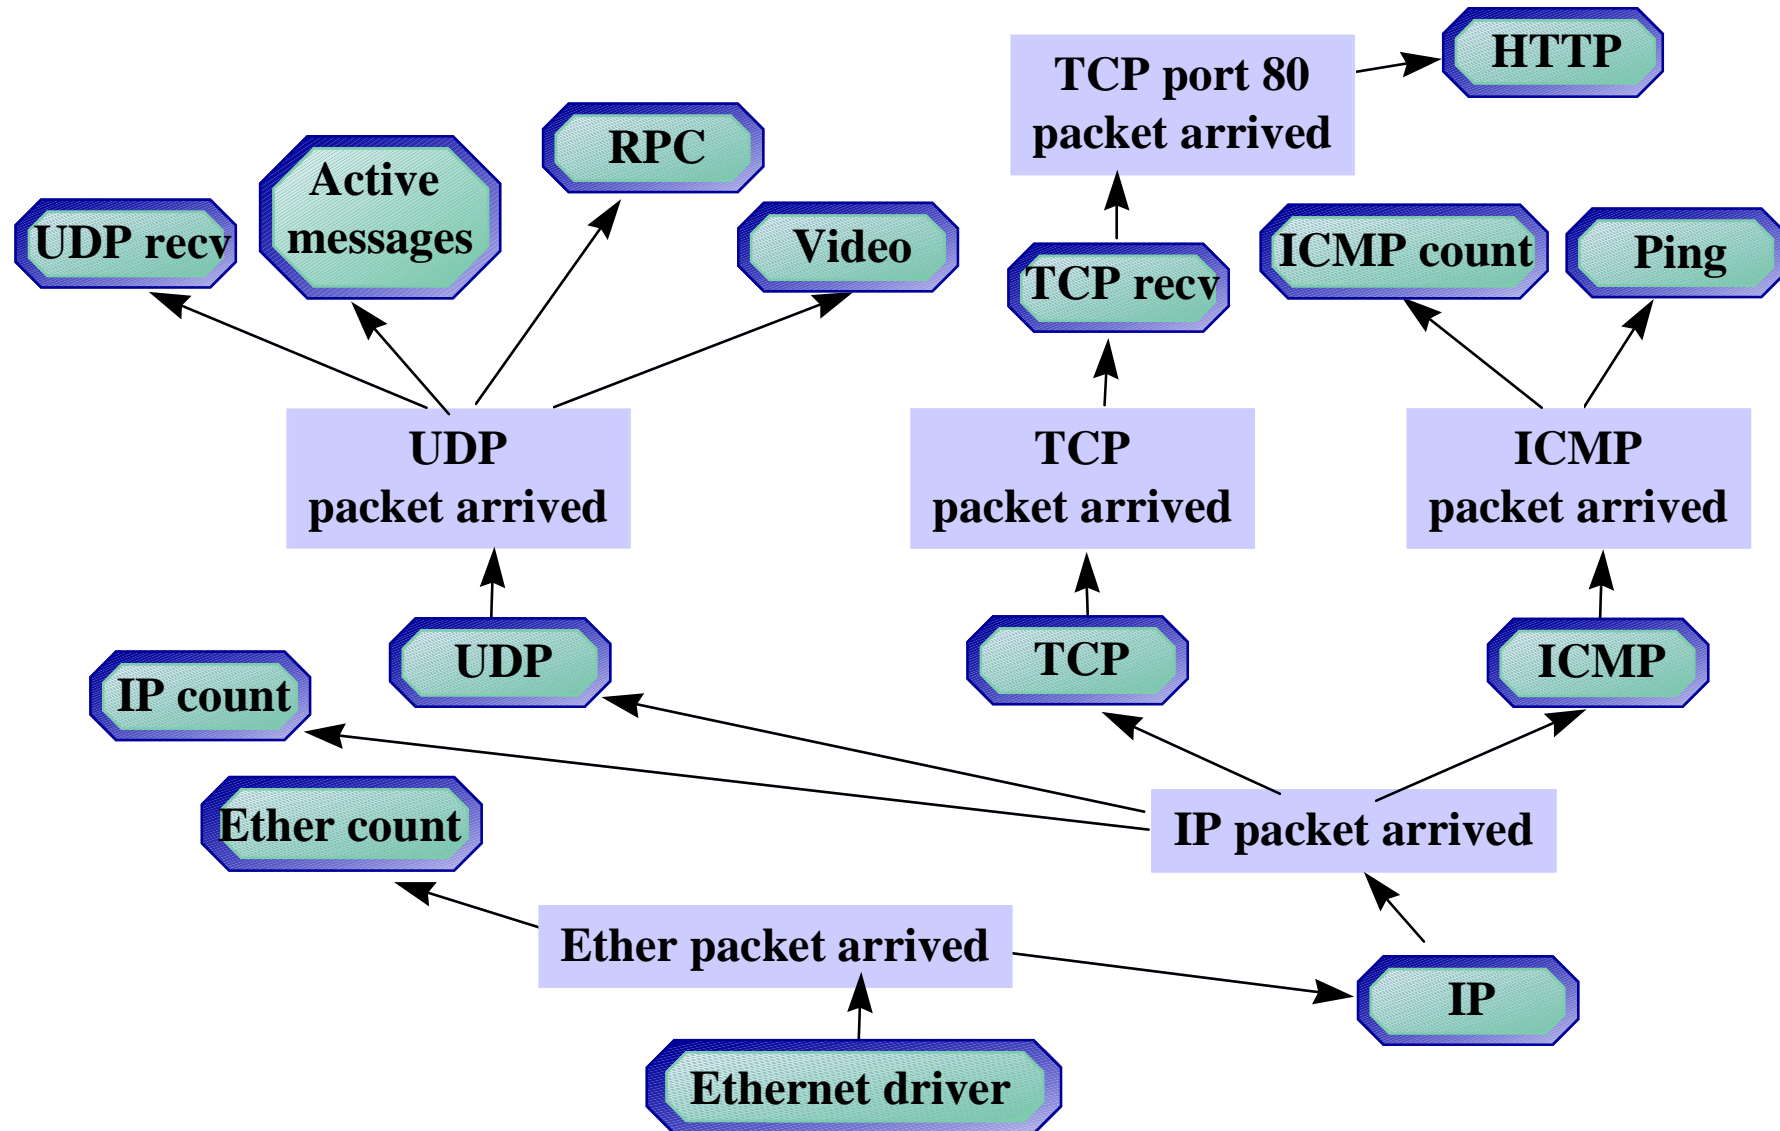 HTTP
TCP port 80
packet arrived
RPC
Active
messages
UDP recv
Video
ICMP count
Ping
TCP recv
UDP
packet arrived
TCP
packet arrived
ICMP
packet arrived
UDP
TCP
ICMP
IP count
Ether count
IP packet arrived
Ether packet arrived
IP
Ethernet driver